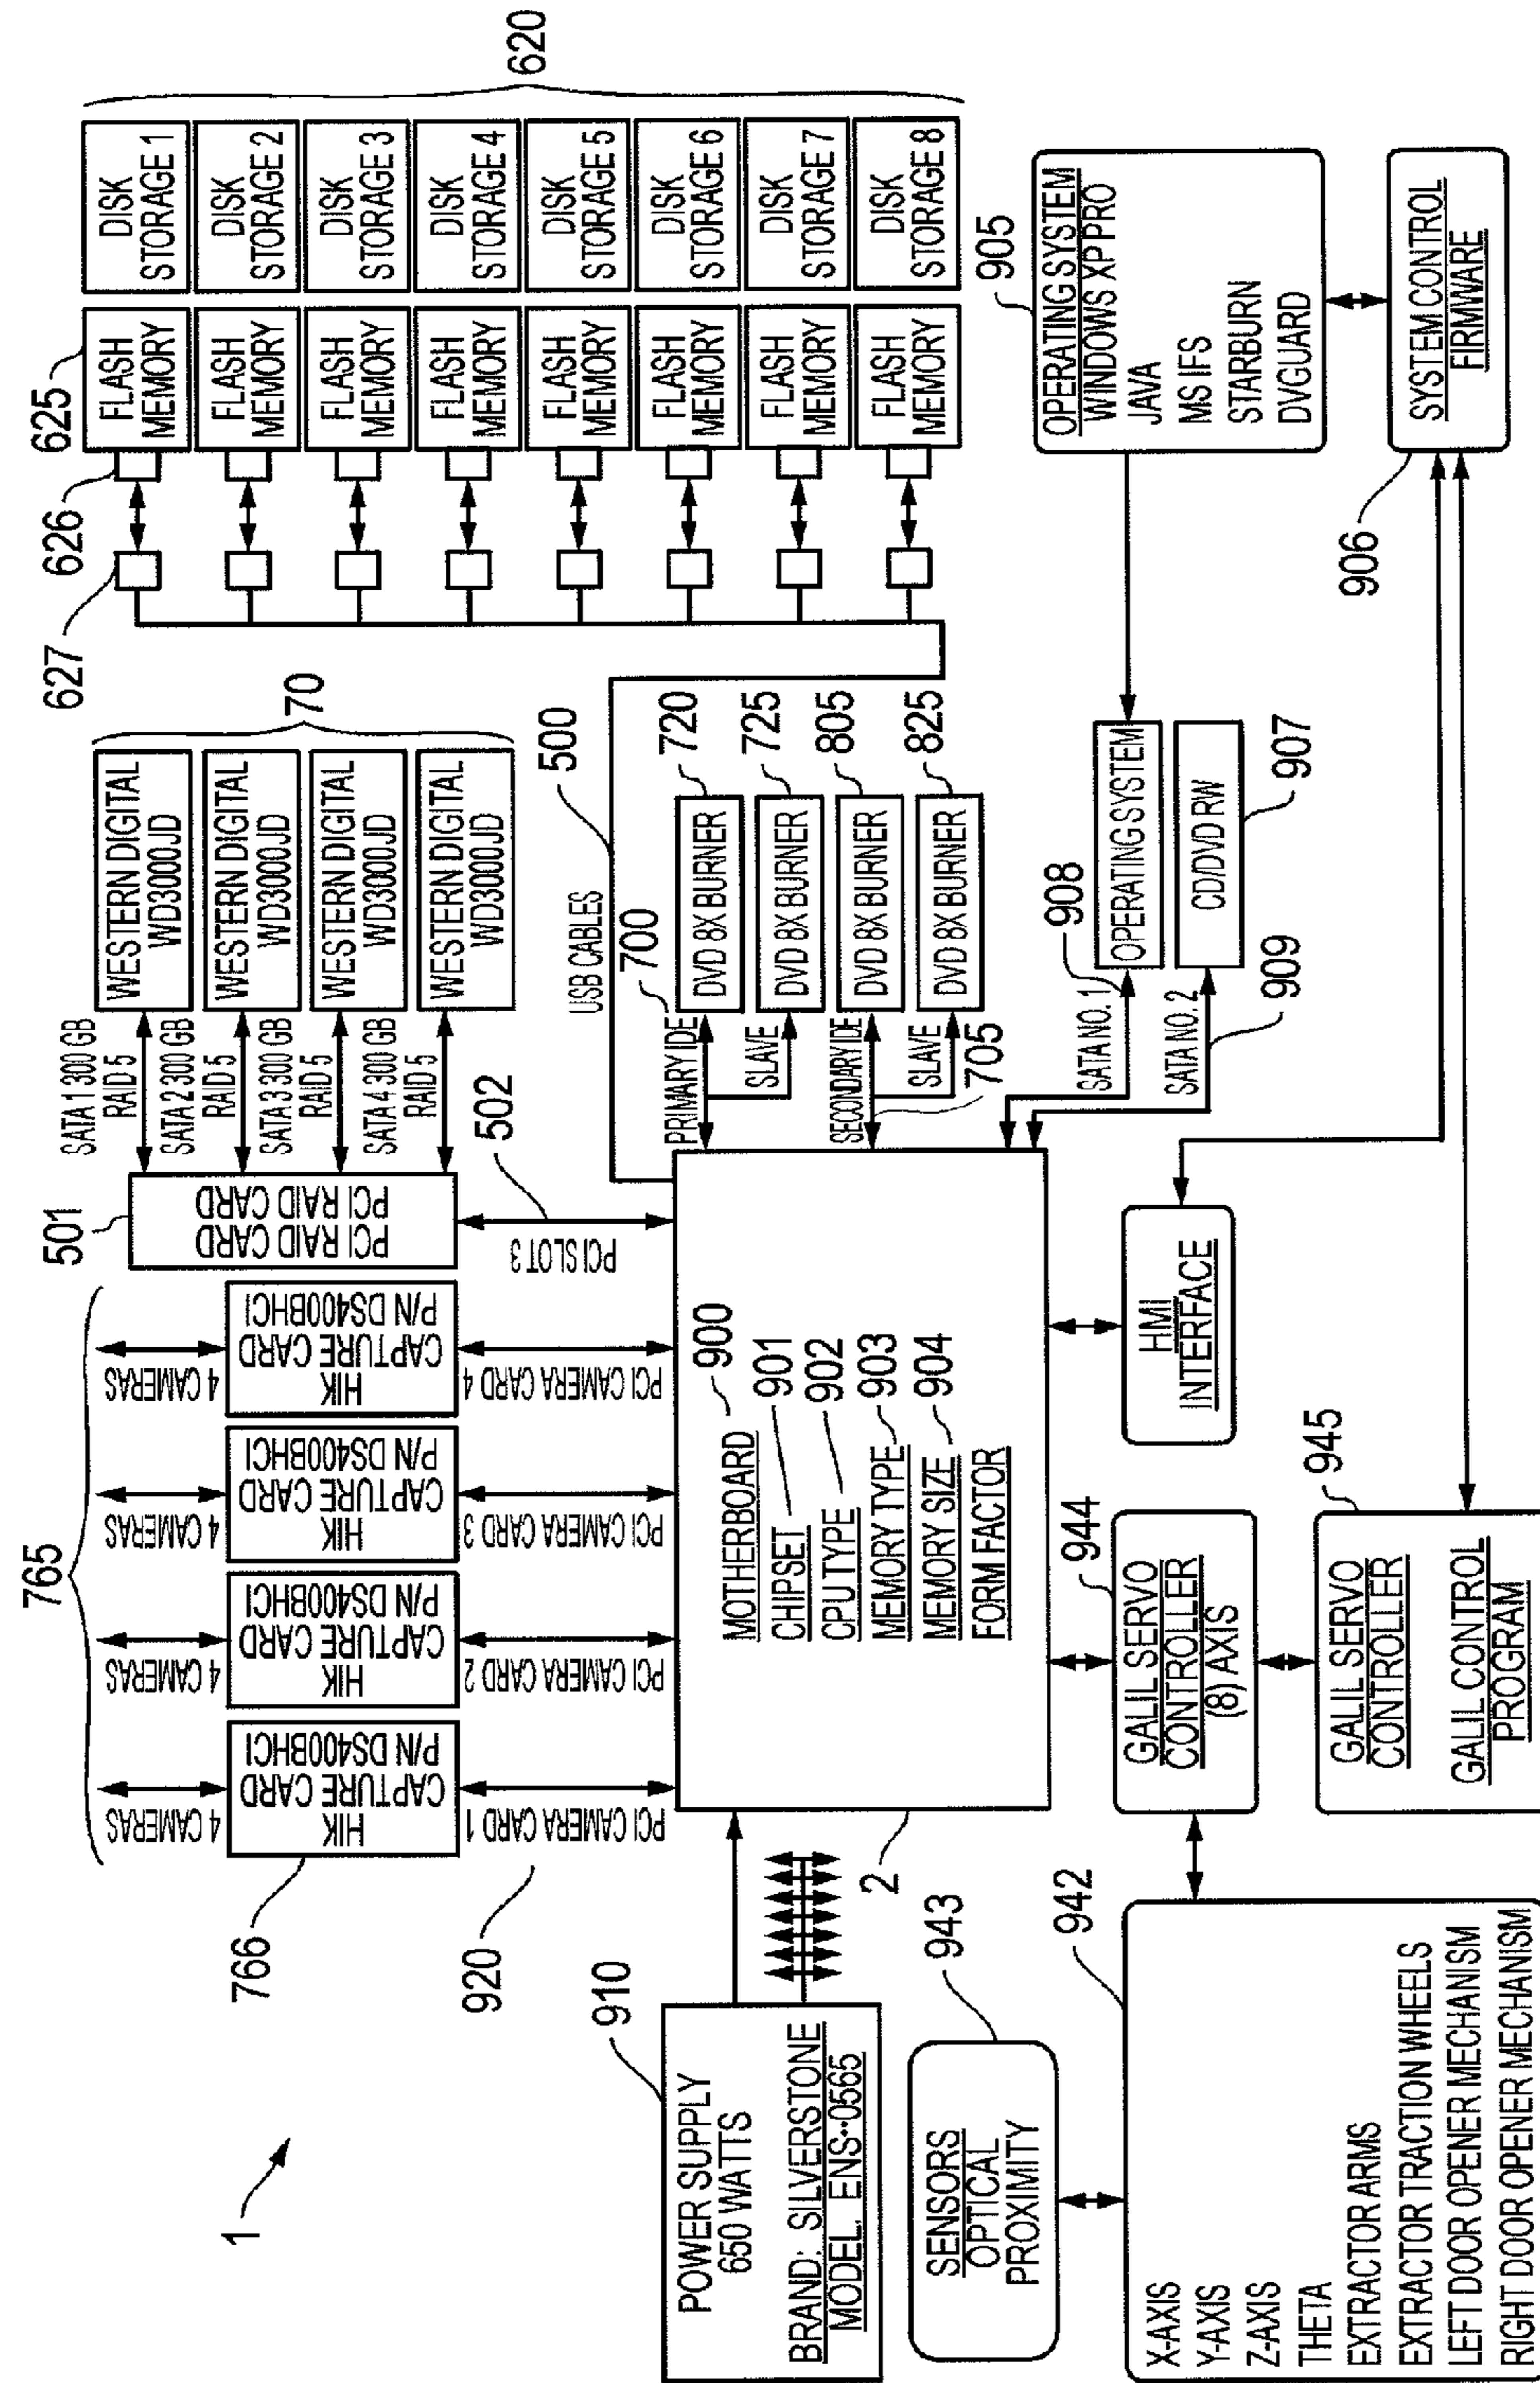 1
765
4 CAMERAS
4 CAMERAS
4 CAMERAS
4 CAMERAS
766
HIK
CAPTURE CARD
P/N DS400BHCI
HIK
CAPTURE CARD
P/N DS400BHCI
HIK
CAPTURE CARD
P/N DS400BHCI
HIK
CAPTURE CARD
P/N DS400BHCI
920
PCI CAMERA CARD 1
PCI CAMERA CARD 2
PCI CAMERA CARD 3
PCI CAMERA CARD 4
501
PCI RAID CARD
PCI RAID CARD
PCI SLOT 3
502
SATA 1 300 GB
RAID 5
SATA 2 300 GB
RAID 5
SATA 3 300 GB
RAID 5
SATA 4 300 GB
RAID 5
WESTERN DIGITAL
WD3000JD
WESTERN DIGITAL
WD3000JD
WESTERN DIGITAL
WD3000JD
WESTERN DIGITAL
WD3000JD
70
627
626
625
FLASH
MEMORY
FLASH
MEMORY
FLASH
MEMORY
FLASH
MEMORY
FLASH
MEMORY
FLASH
MEMORY
FLASH
MEMORY
FLASH
MEMORY
DISK
STORAGE 1
DISK
STORAGE 2
DISK
STORAGE 3
DISK
STORAGE 4
DISK
STORAGE 5
DISK
STORAGE 6
DISK
STORAGE 7
DISK
STORAGE 8
620
910
POWER SUPPLY
650 WATTS
BRAND: SILVERSTONE
MODEL. ENS--0565
2
MOTHERBOARD
900
CHIPSET
901
CPU TYPE
902
MEMORY TYPE
903
MEMORY SIZE
904
FORM FACTOR
USB CABLES
500
PRIMARY IDE
700
SLAVE
SECONDARY IDE
SLAVE
705
DVD 8X BURNER
720
DVD 8X BURNER
725
DVD 8X BURNER
805
DVD 8X BURNER
825
SATA NO. 1
908
OPERATING SYSTEM
SATA NO. 2
909
CD/DVD RW
907
905
OPERATING SYSTEM
WINDOWS XP PRO
JAVA
MS IFS
STARBURN
DVGUARD
906
SYSTEM CONTROL
FIRMWARE
943
SENSORS
OPTICAL
PROXIMITY
942
X-AXIS
Y-AXIS
Z-AXIS
THETA
EXTRACTOR ARMS
EXTRACTOR TRACTION WHEELS
LEFT DOOR OPENER MECHANISM
RIGHT DOOR OPENER MECHANISM
944
GALIL SERVO
CONTROLLER
(8) AXIS
HMI
INTERFACE
945
GALIL SERVO
CONTROLLER
GALIL CONTROL
PROGRAM